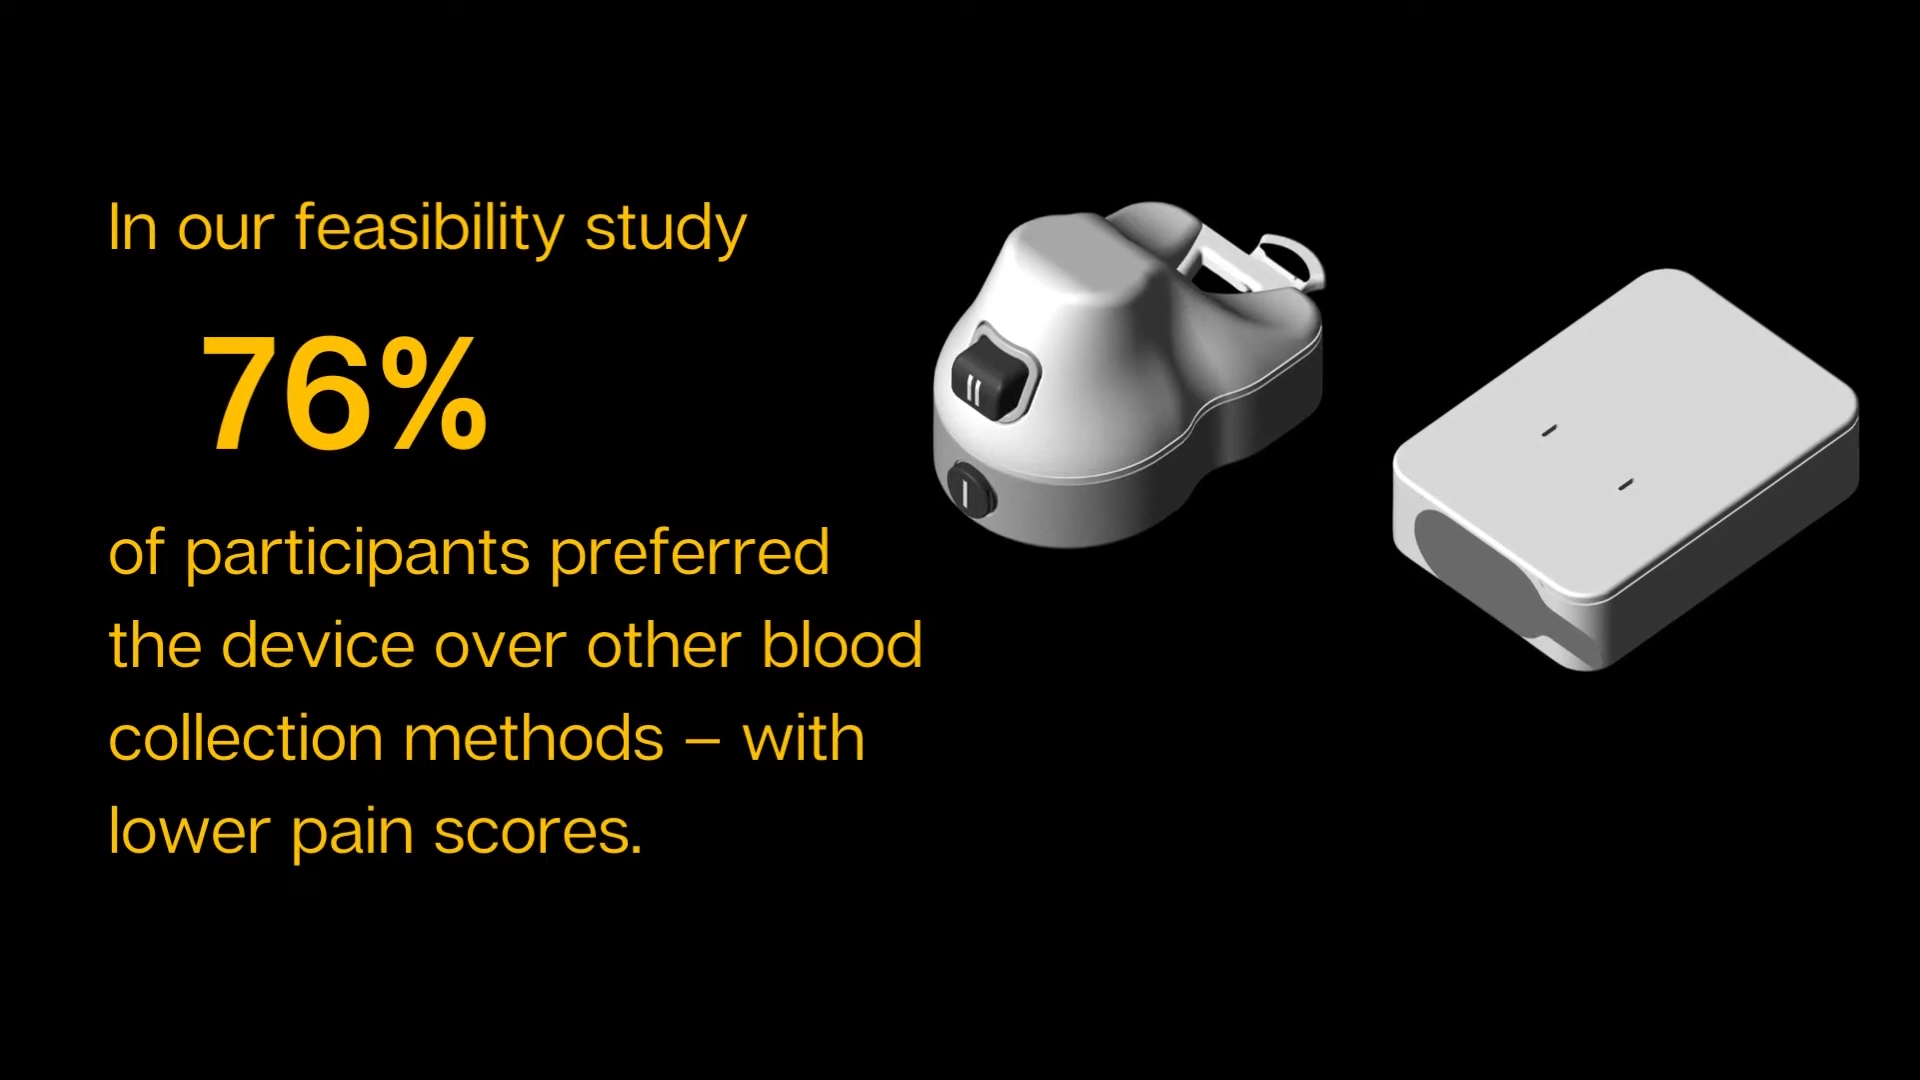 In our feasibility study
76%
of participants preferred
the device over other blood
collection methods – with
lower pain scores.